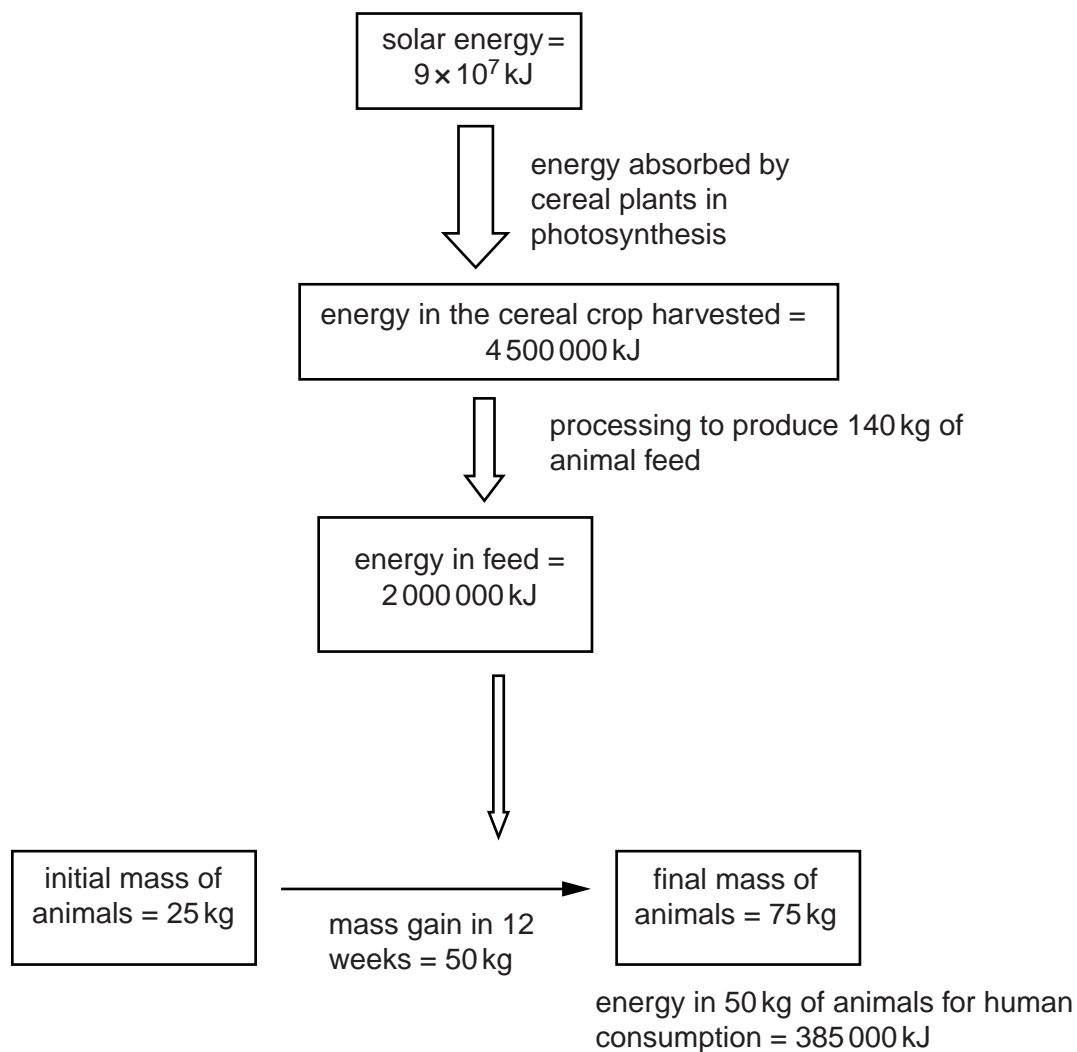 solar energy =
9 × 10⁷ kJ
energy absorbed by
cereal plants in
photosynthesis
energy in the cereal crop harvested =
4 500 000 kJ
processing to produce 140 kg of
animal feed
energy in feed =
2 000 000 kJ
initial mass of
animals = 25 kg
mass gain in 12
weeks = 50 kg
final mass of
animals = 75 kg
energy in 50 kg of animals for human
consumption = 385 000 kJ